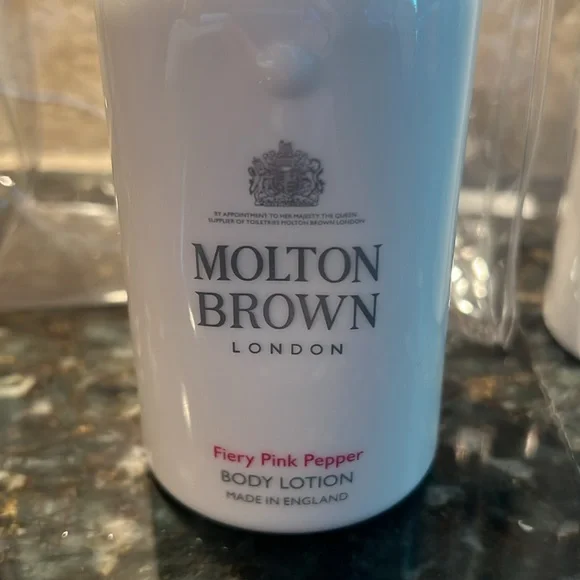 BY APPOINTMENT TO HER MAJESTY THE QUEEN
SUPPLIER OF TOILETRIES MOLTON BROWN LONDON
MOLTON
BROWN
LONDON
Fiery Pink Pepper
BODY LOTION
MADE IN ENGLAND